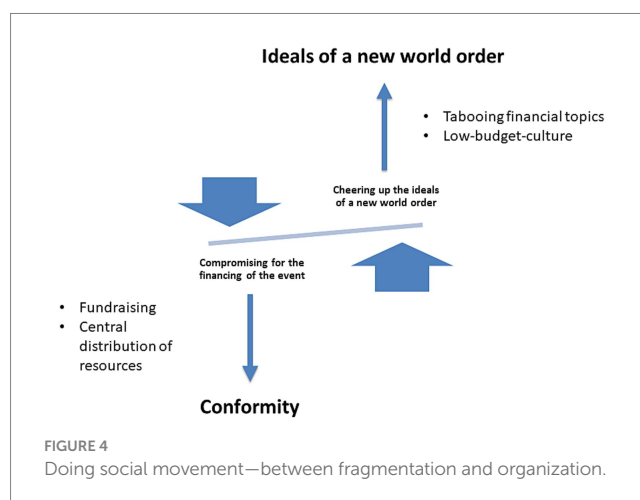 Ideals of a new world order
• Tabooing financial topics
• Low-budget-culture
Cheering up the ideals
of a new world order
Compromising for the
financing of the event
• Fundraising
• Central
distribution of
resources
Conformity
FIGURE 4
Doing social movement—between fragmentation and organization.